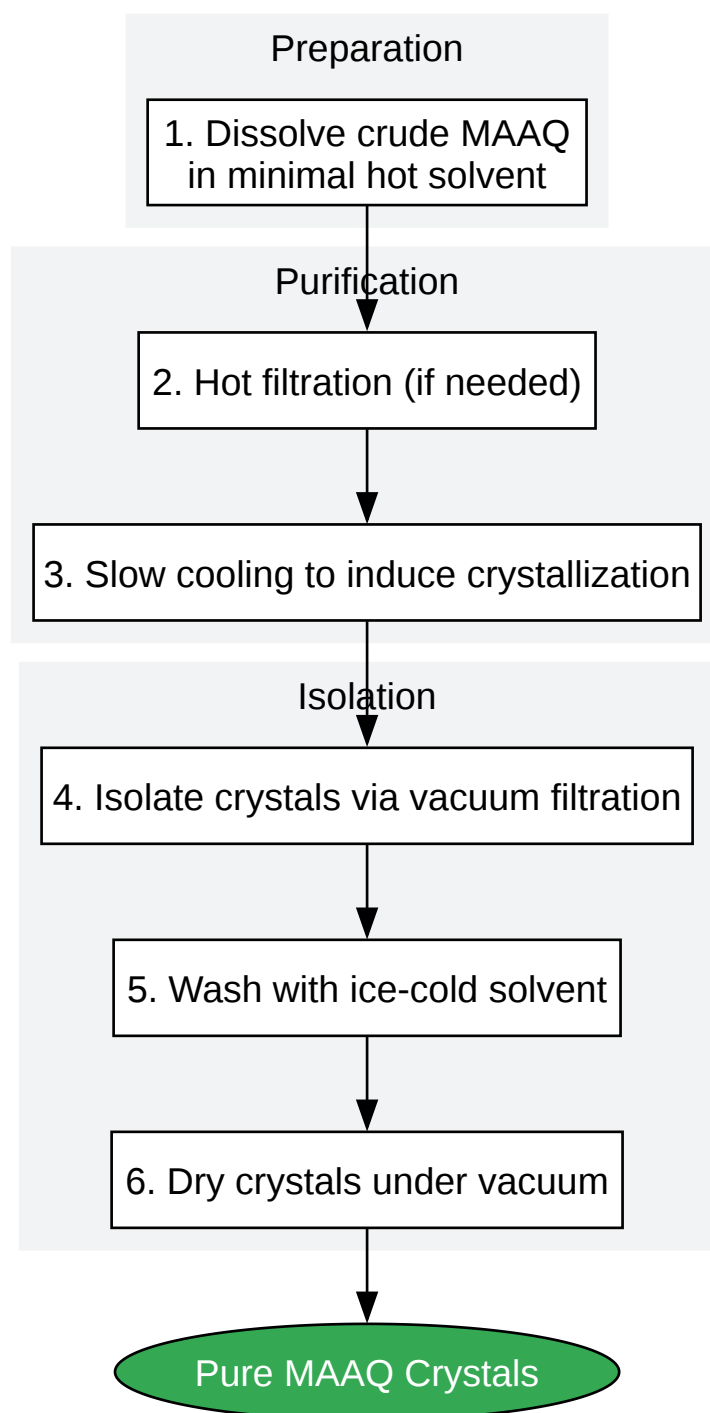 Preparation
1. Dissolve crude MAAQ
in minimal hot solvent
Purification
2. Hot filtration (if needed)
3. Slow cooling to induce crystallization
Isolation
4. Isolate crystals via vacuum filtration
5. Wash with ice-cold solvent
6. Dry crystals under vacuum
Pure MAAQ Crystals